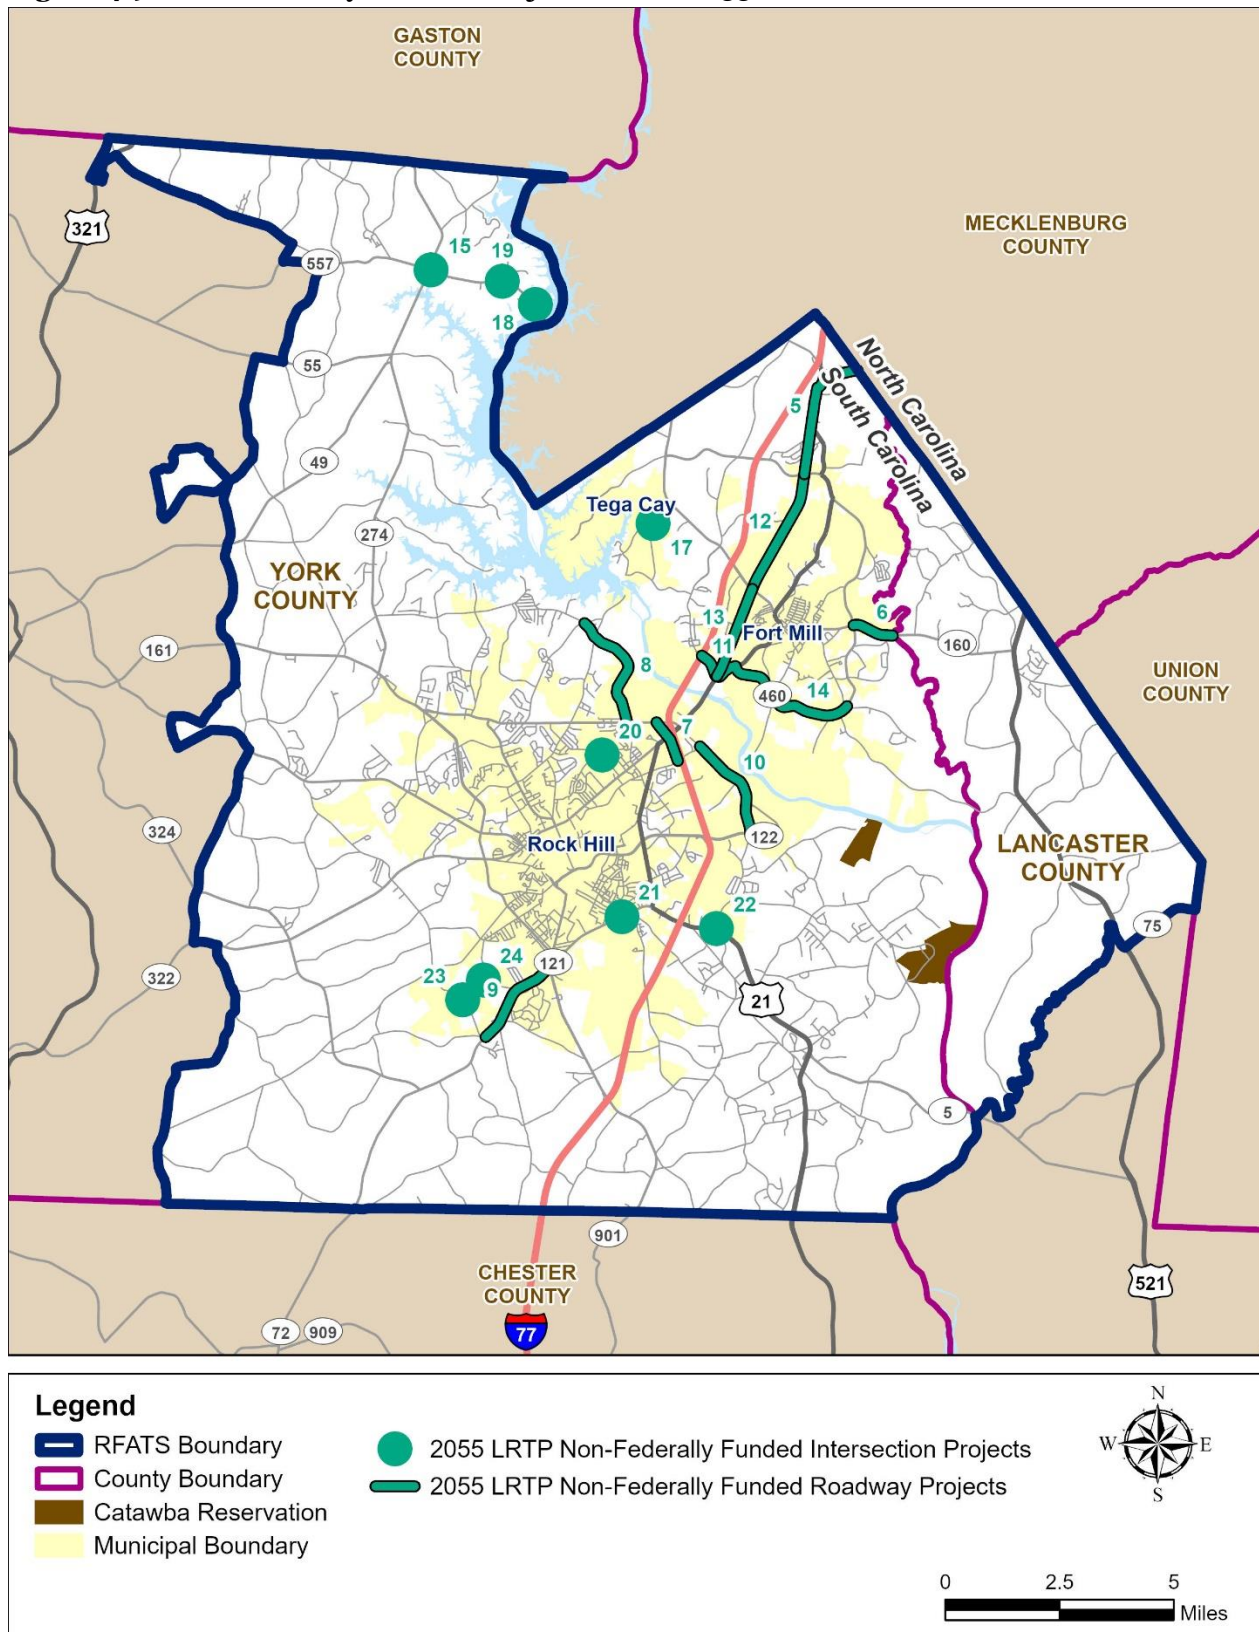 GASTON
COUNTY
321
MECKLENBURG
COUNTY
15
19
557
18
North Carolina
South Carolina
5
55
49
Tega Cay
12
274
17
YORK
COUNTY
6
13
Fort Mill
11
160
161
8
UNION
COUNTY
460
14
20
7
10
324
122
Rock Hill
LANCASTER
COUNTY
21
22
75
24
121
23
322
9
21
5
901
CHESTER
COUNTY
521
72
909
77
Legend
RFATS Boundary
County Boundary
Catawba Reservation
Municipal Boundary
2055 LRTP Non-Federally Funded Intersection Projects
2055 LRTP Non-Federally Funded Roadway Projects
N
W
E
S
0
2.5
5
Miles